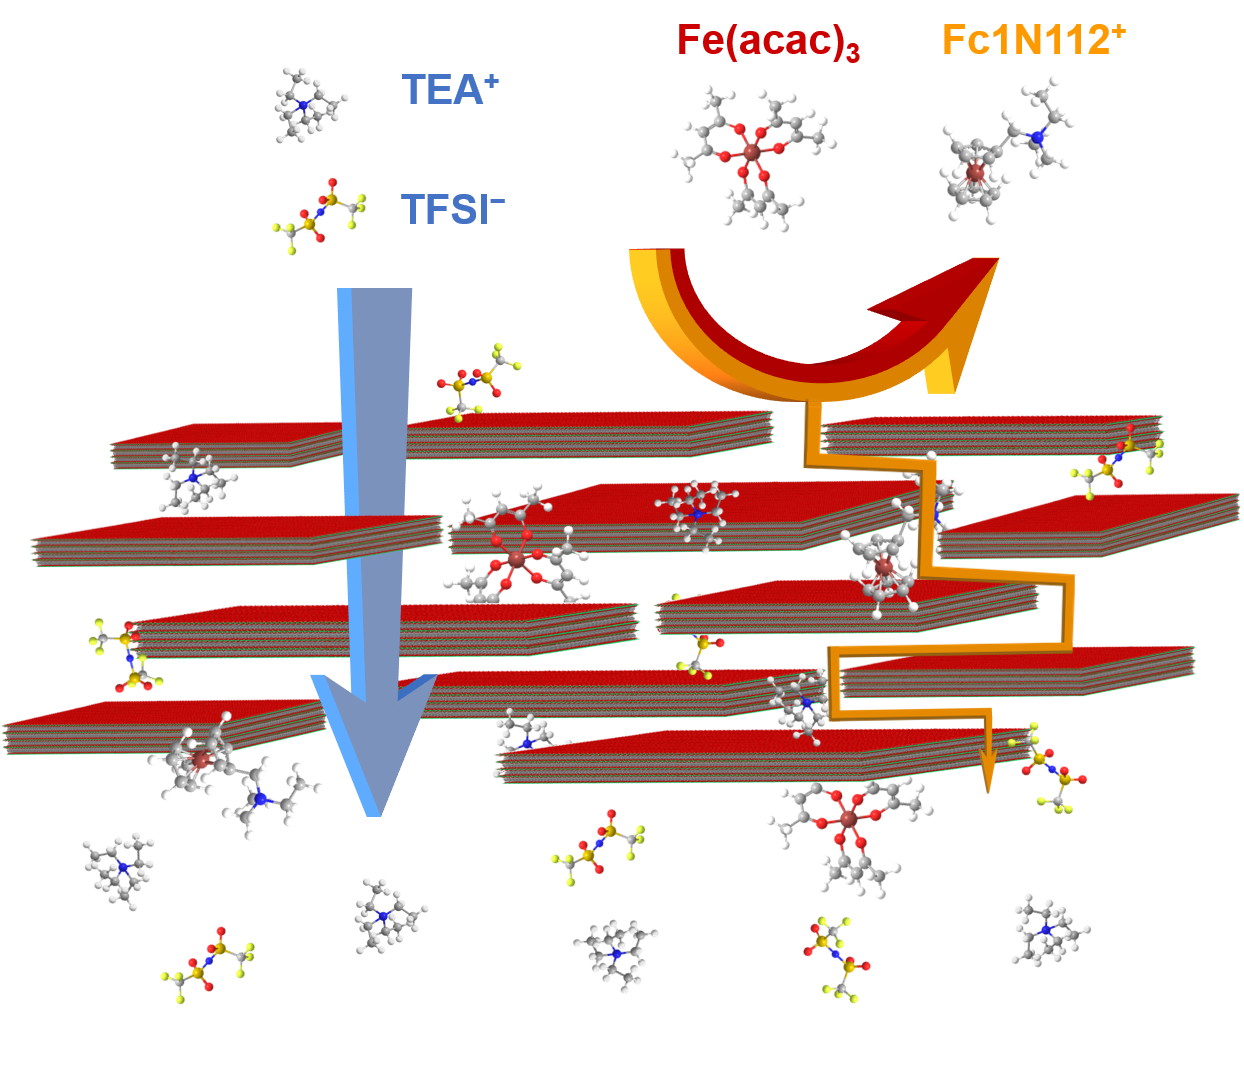 Fe(acac)₃
Fc1N112⁺
TEA⁺
TFSI⁻